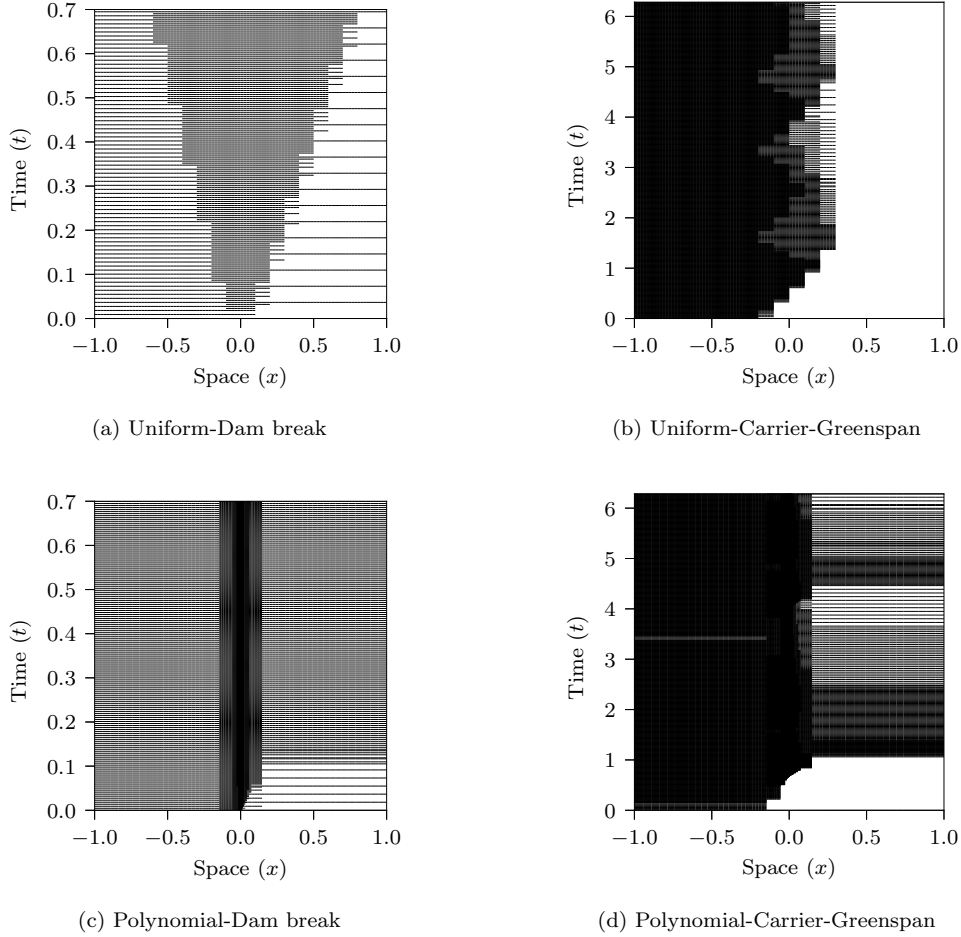 0.7
0.6
0.5
0.4
0.3
0.2
0.1
0.0
Time (t)
−1.0 −0.5 0.0 0.5 1.0
Space (x)
(a) Uniform-Dam break
6
5
4
3
2
1
0
Time (t)
−1.0 −0.5 0.0 0.5 1.0
Space (x)
(b) Uniform-Carrier-Greenspan
0.7
0.6
0.5
0.4
0.3
0.2
0.1
0.0
Time (t)
−1.0 −0.5 0.0 0.5 1.0
Space (x)
(c) Polynomial-Dam break
6
5
4
3
2
1
0
Time (t)
−1.0 −0.5 0.0 0.5 1.0
Space (x)
(d) Polynomial-Carrier-Greenspan